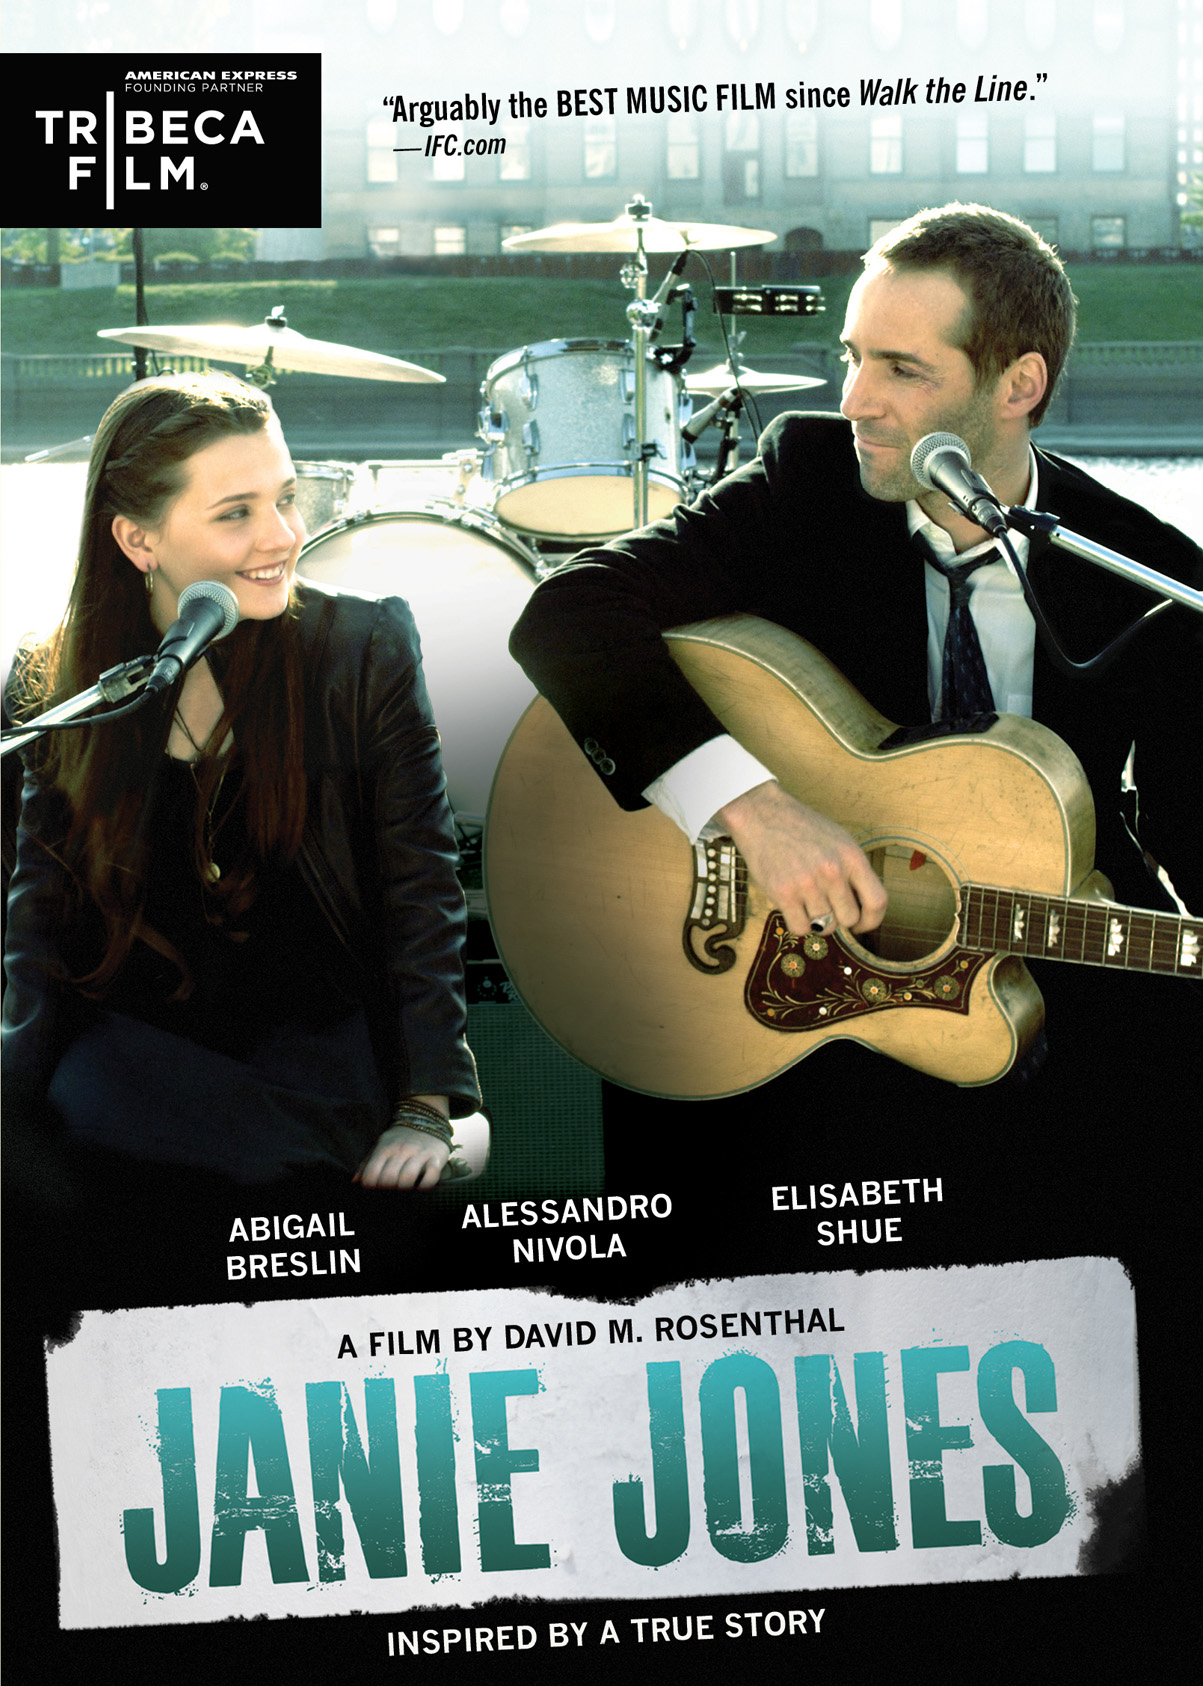 AMERICAN EXPRESS
FOUNDING PARTNER
TRIBECA
FILM®
“Arguably the BEST MUSIC FILM since Walk the Line.”
—IFC.com
ABIGAIL
BRESLIN
ALESSANDRO
NIVOLA
ELISABETH
SHUE
A FILM BY DAVID M. ROSENTHAL
JANIE JONES
INSPIRED BY A TRUE STORY